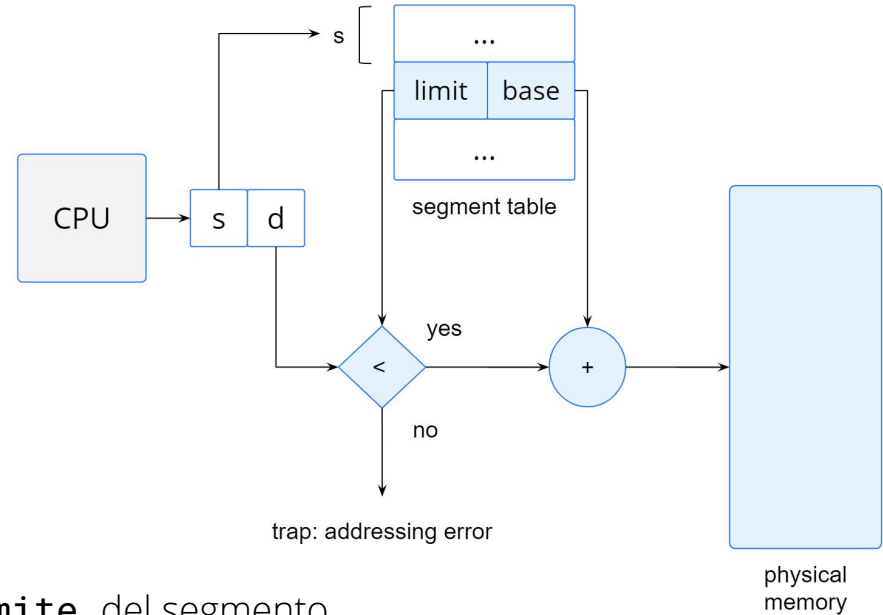 s
...
limit base
...
segment table
CPU
s d
yes
<
+
no
trap: addressing error
physical
memory
del segmento